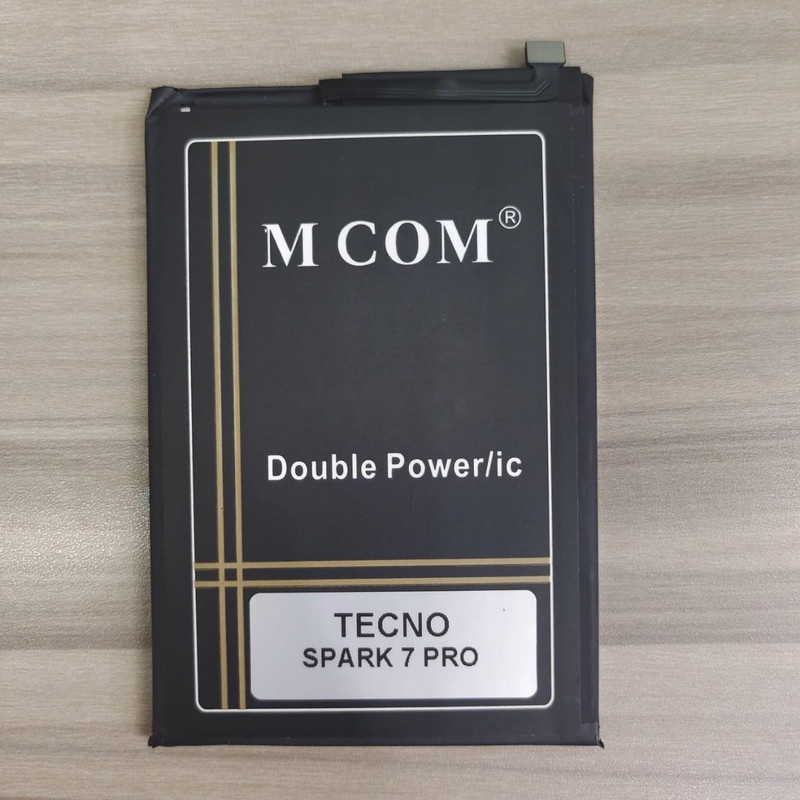 M COM®
Double Power/ic
TECNO
SPARK 7 PRO